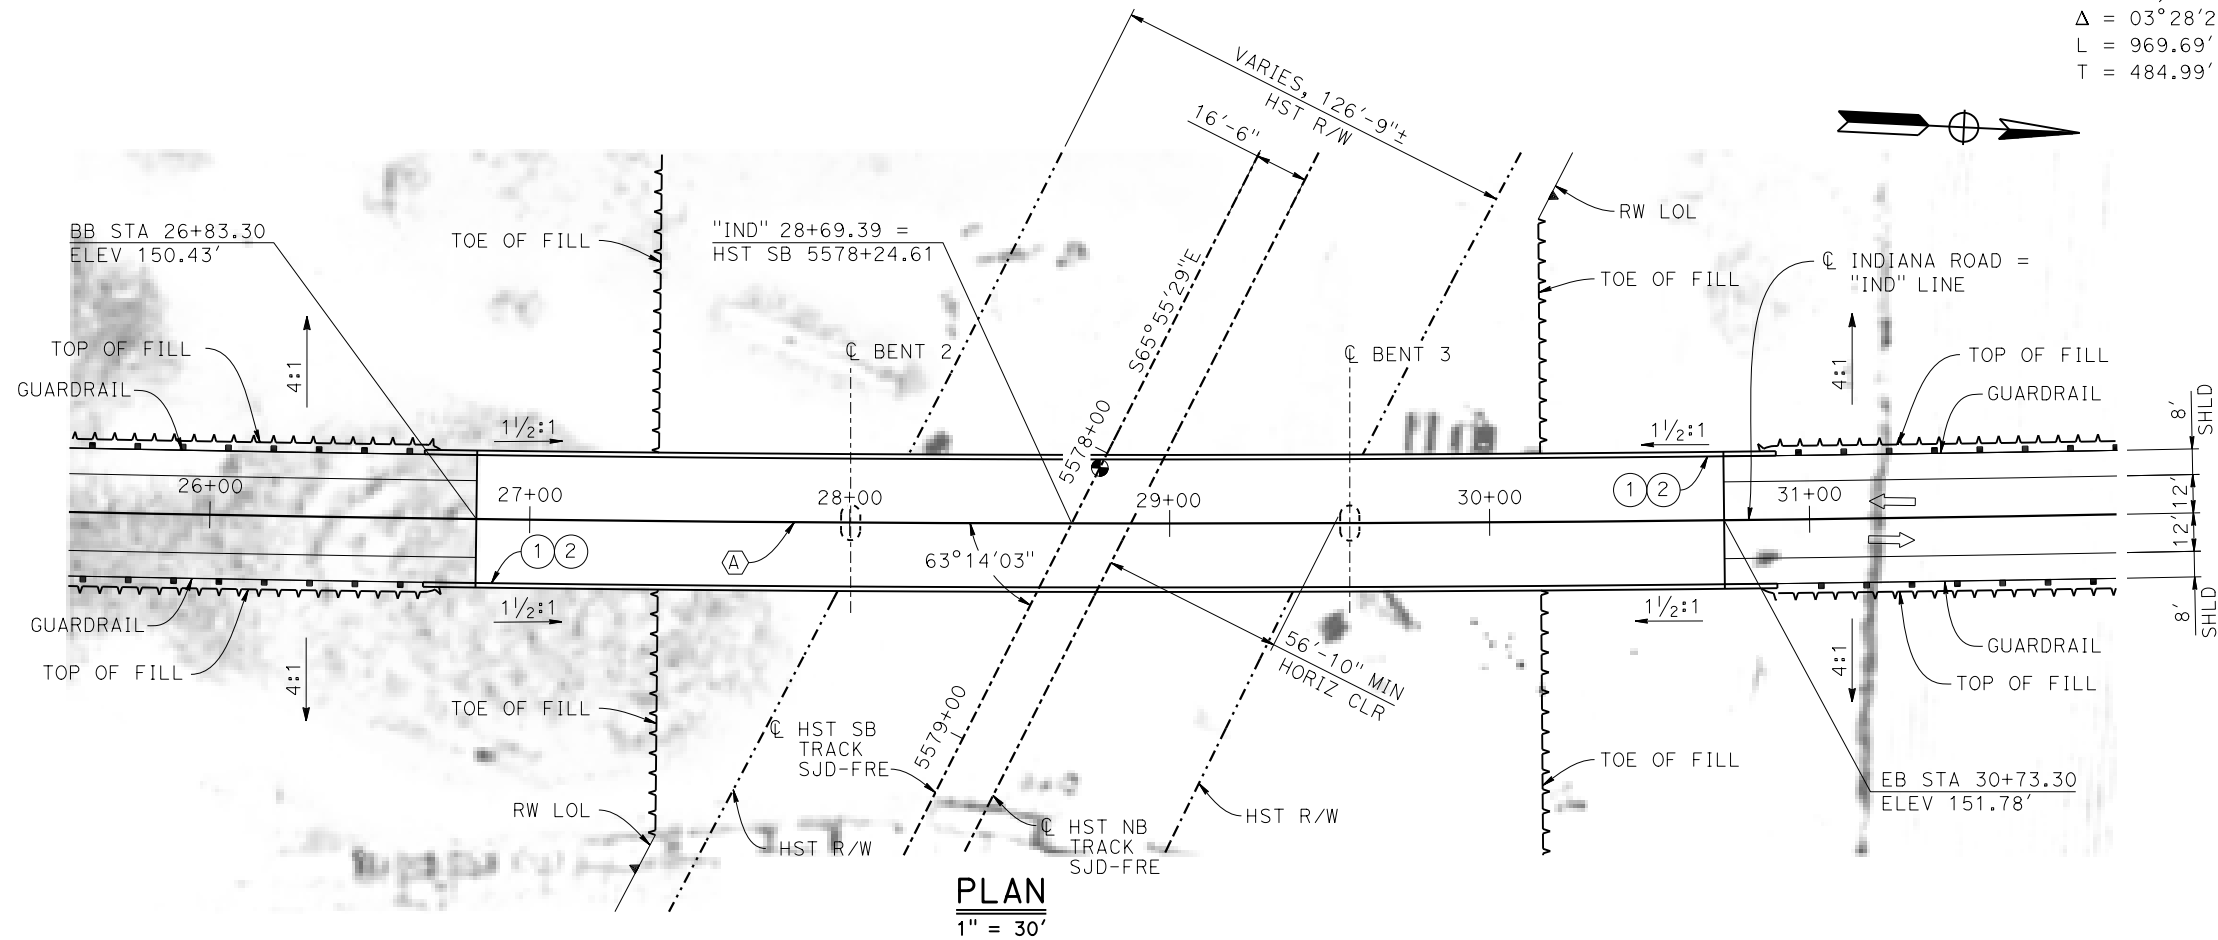 Δ = 03°28'2
L = 969.69'
T = 484.99'
VARIES, 126'-9"±
HST R/W
16'-6"
RW LOL
BB STA 26+83.30
ELEV 150.43'
TOE OF FILL
"IND" 28+69.39 =
HST SB 5578+24.61
S65°55'29"E
TOE OF FILL
℄ INDIANA ROAD =
"IND" LINE
TOP OF FILL
GUARDRAIL
4:1
℄ BENT 2
℄ BENT 3
4:1
TOP OF FILL
GUARDRAIL
8'
SHLD
1½:1
1½:1
5578+00
26+00
27+00
28+00
29+00
30+00
31+00
1 2
12'
12'
1 2
A
63°14'03"
8'
SHLD
1½:1
1½:1
GUARDRAIL
TOP OF FILL
4:1
56'-10" MIN
HORIZ CLR
4:1
GUARDRAIL
TOP OF FILL
TOE OF FILL
5579+00
℄ HST SB
TRACK
SJD-FRE
TOE OF FILL
EB STA 30+73.30
ELEV 151.78'
RW LOL
HST R/W
℄ HST NB
TRACK
SJD-FRE
HST R/W
PLAN
1" = 30'